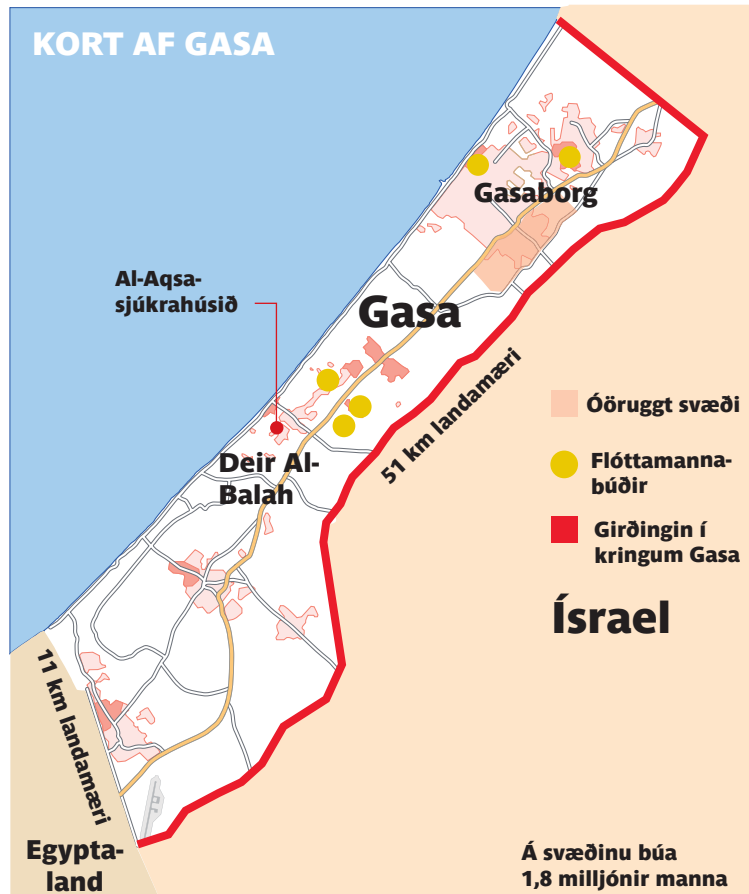 KORT AF GASA
Gasaborg
Al-Aqsa-
sjúkrahúsið
Gasa
Deir Al-
Balah
51 km landamæri
Óöruggt svæði
Flóttamanna-
búðir
Girðingin í
kringum Gasa
Ísrael
11 km landamæri
Egypta-
land
Á svæðinu búa
1,8 milljónir manna